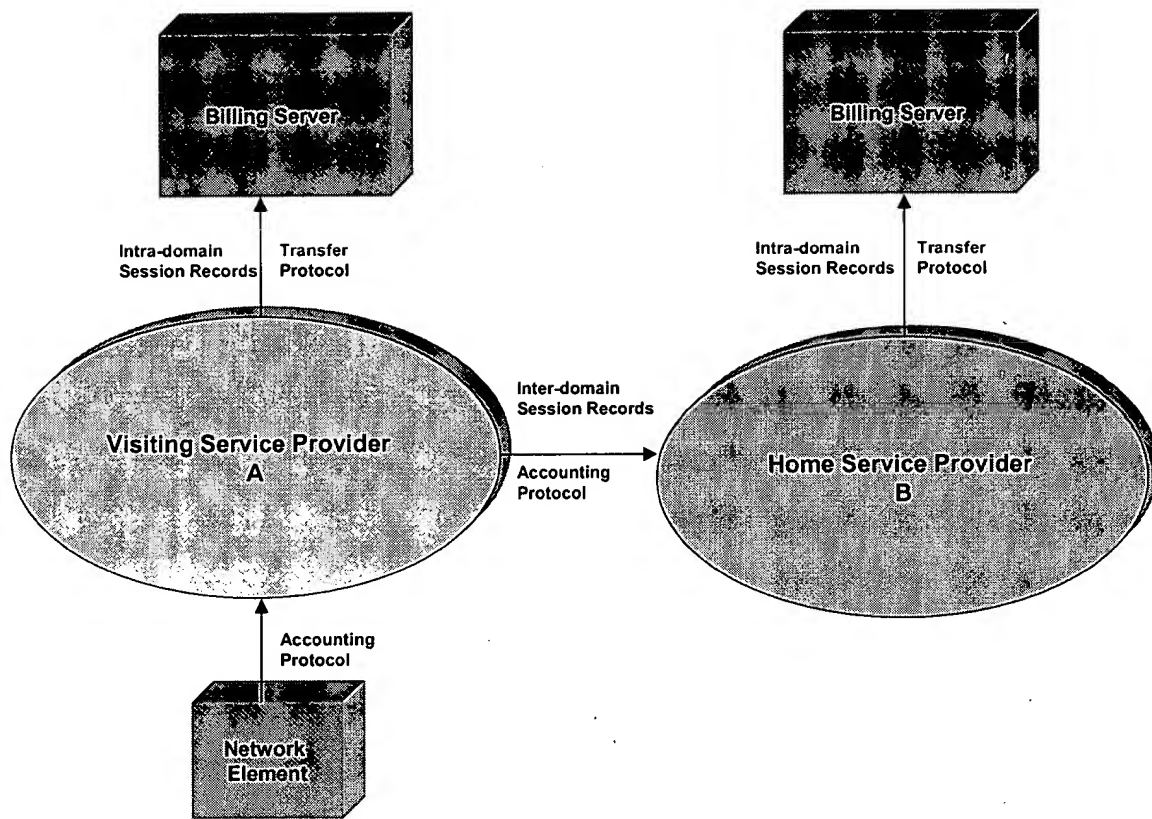 Billing Server
Billing Server
Intra-domain
Session Records
Transfer
Protocol
Intra-domain
Session Records
Transfer
Protocol
Visiting Service Provider
A
Inter-domain
Session Records
Accounting
Protocol
Home Service Provider
B
Accounting
Protocol
Network
Element